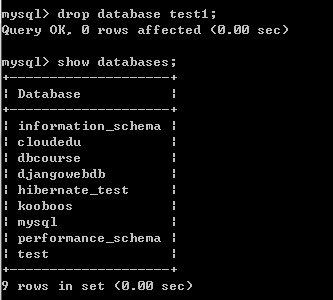 mysql> drop database test1;
Query OK, 0 rows affected (0.00 sec)
mysql> show databases;
+--------------------+
| Database           |
+--------------------+
| information_schema |
| cloudedu           |
| dbcourse           |
| djangowebdb        |
| hibernate_test     |
| kooboos            |
| mysql              |
| performance_schema |
| test               |
+--------------------+
9 rows in set (0.00 sec)